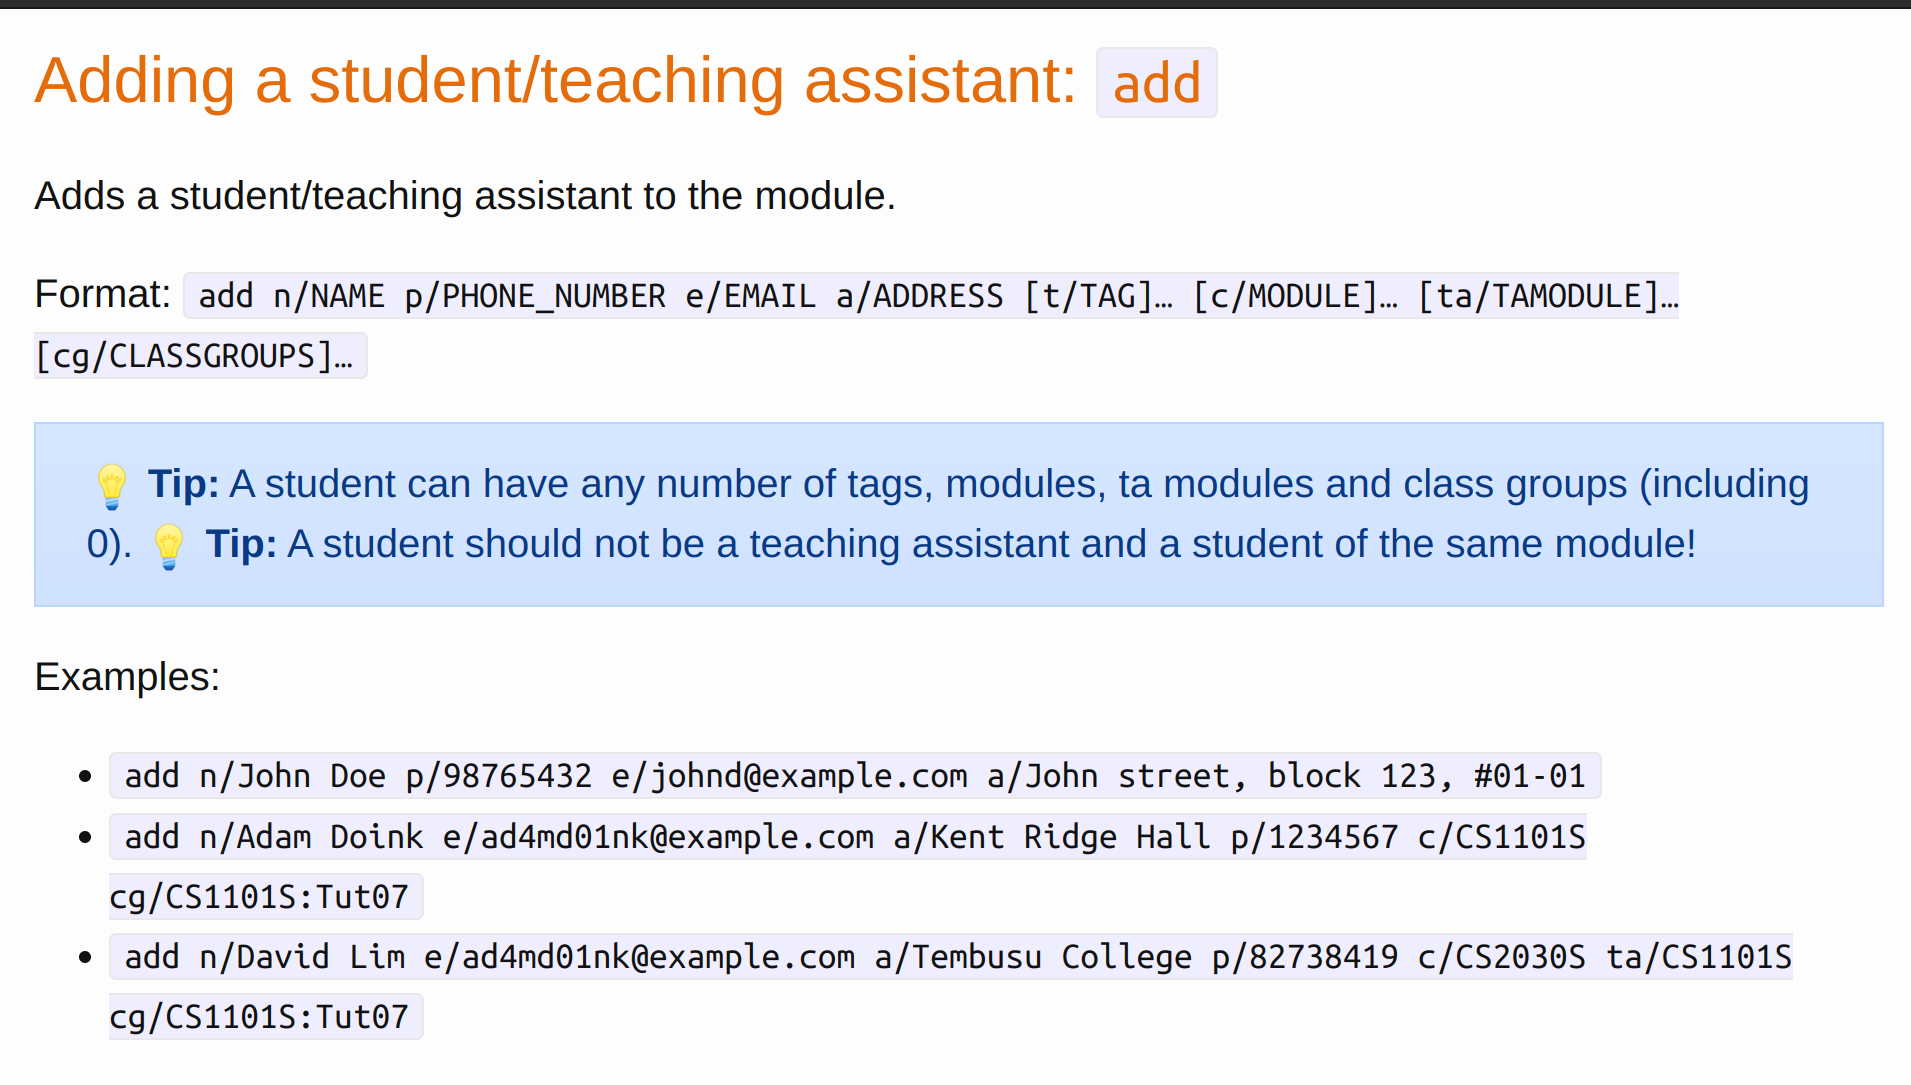 Adding a student/teaching assistant: add
Adds a student/teaching assistant to the module.
Format: add n/NAME p/PHONE_NUMBER e/EMAIL a/ADDRESS [t/TAG]… [c/MODULE]… [ta/TAMODULE]…
[cg/CLASSGROUPS]…
💡 Tip: A student can have any number of tags, modules, ta modules and class groups (including
0). 💡 Tip: A student should not be a teaching assistant and a student of the same module!
Examples:
• add n/John Doe p/98765432 e/johnd@example.com a/John street, block 123, #01-01
• add n/Adam Doink e/ad4md01nk@example.com a/Kent Ridge Hall p/1234567 c/CS1101S
cg/CS1101S:Tut07
• add n/David Lim e/ad4md01nk@example.com a/Tembusu College p/82738419 c/CS2030S ta/CS1101S
cg/CS1101S:Tut07